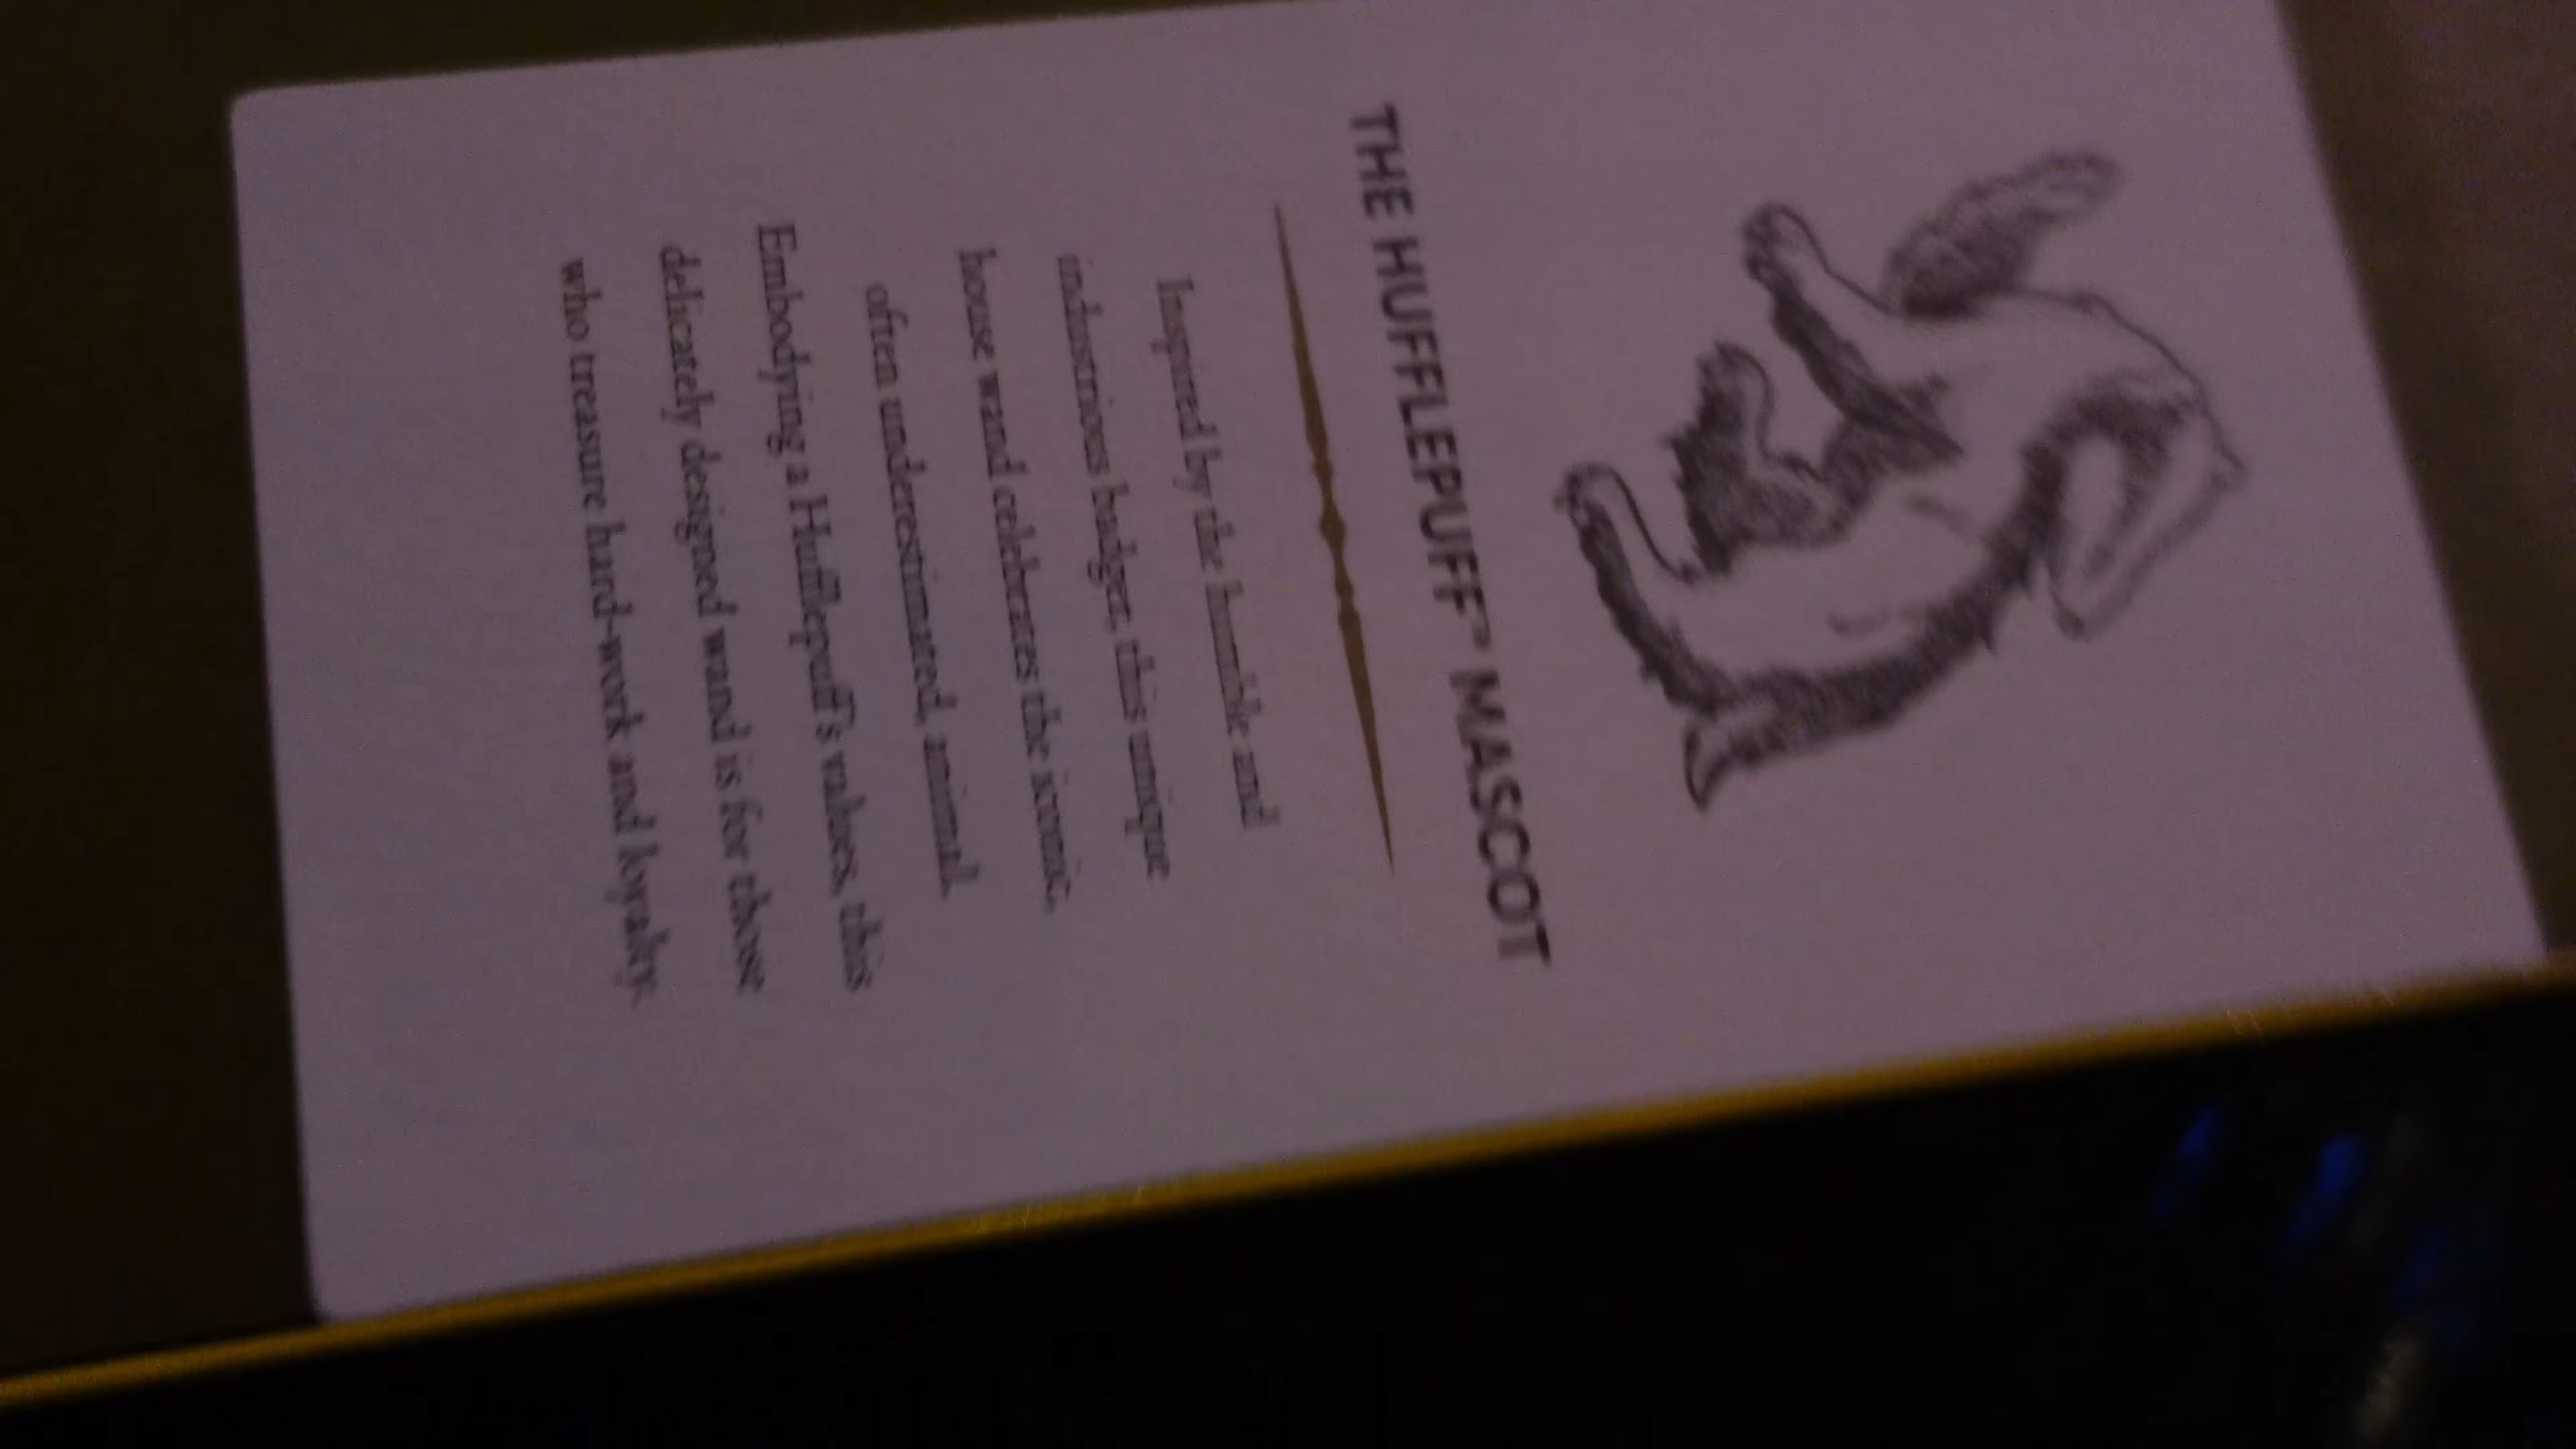 THE HUFFLEPUFF™ MASCOT
Inspired by the humble and
industrious badger, this unique
house wand celebrates the iconic,
often underestimated, animal.
Embodying a Hufflepuff's values, this
delicately designed wand is for those
who treasure hard-work and loyalty.